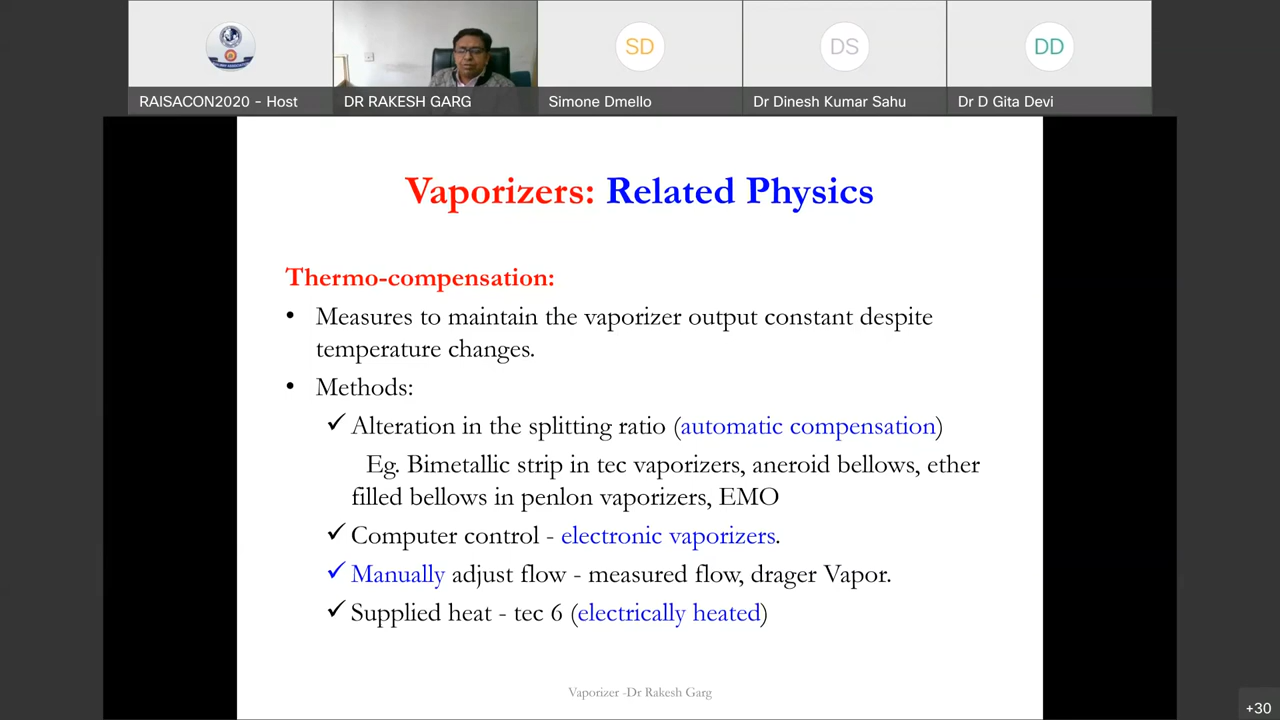 SD
DS
DD
RAISACON2020 - Host
DR RAKESH GARG
Simone Dmello
Dr Dinesh Kumar Sahu
Dr D Gita Devi
Vaporizers: Related Physics
Thermo-compensation:
• Measures to maintain the vaporizer output constant despite
temperature changes.
• Methods:
✓ Alteration in the splitting ratio (automatic compensation)
Eg. Bimetallic strip in tec vaporizers, aneroid bellows, ether
filled bellows in penlon vaporizers, EMO
✓ Computer control - electronic vaporizers.
✓ Manually adjust flow - measured flow, drager Vapor.
✓ Supplied heat - tec 6 (electrically heated)
Vaporizer -Dr Rakesh Garg
+30